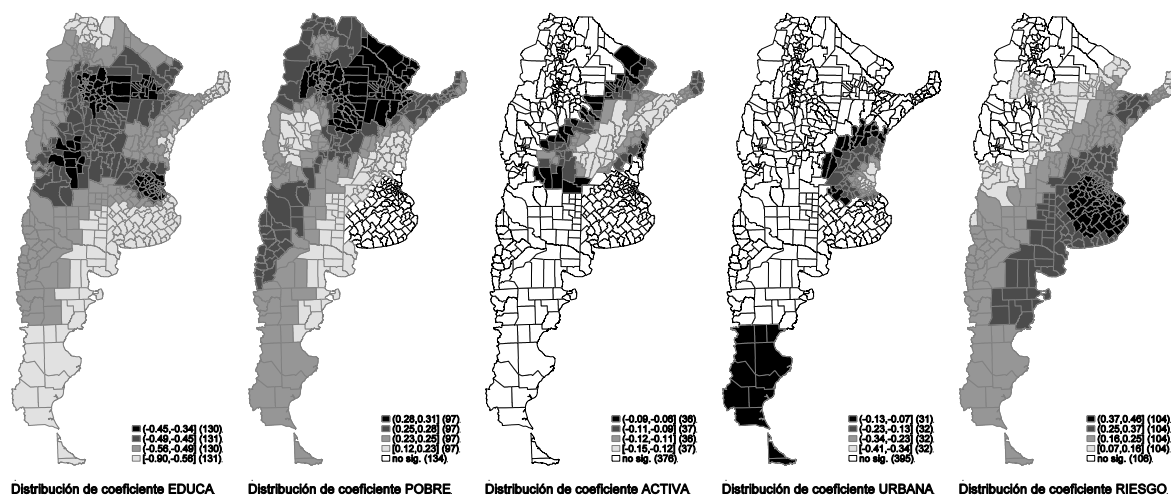 (-0.45,-0.34] (130)
(-0.49,-0.45] (131)
(-0.56,-0.49] (130)
[-0.90,-0.56] (131)
Distribución de coeficiente EDUCA
(0.28,0.31] (97)
(0.25,0.28] (97)
(0.23,0.25] (97)
[0.12,0.23] (97)
no sig. (134)
Distribución de coeficiente POBRE
(-0.09,-0.06] (36)
(-0.11,-0.09] (37)
(-0.12,-0.11] (36)
[-0.15,-0.12] (37)
no sig. (376)
Distribución de coeficiente ACTIVA
(-0.13,-0.07] (31)
(-0.23,-0.13] (32)
(-0.34,-0.23] (32)
[-0.41,-0.34] (32)
no sig. (395)
Distribución de coeficiente URBANA
(0.37,0.46] (104)
(0.25,0.37] (104)
(0.16,0.25] (104)
[0.07,0.16] (104)
no sig. (106)
Distribución de coeficiente RIESGO